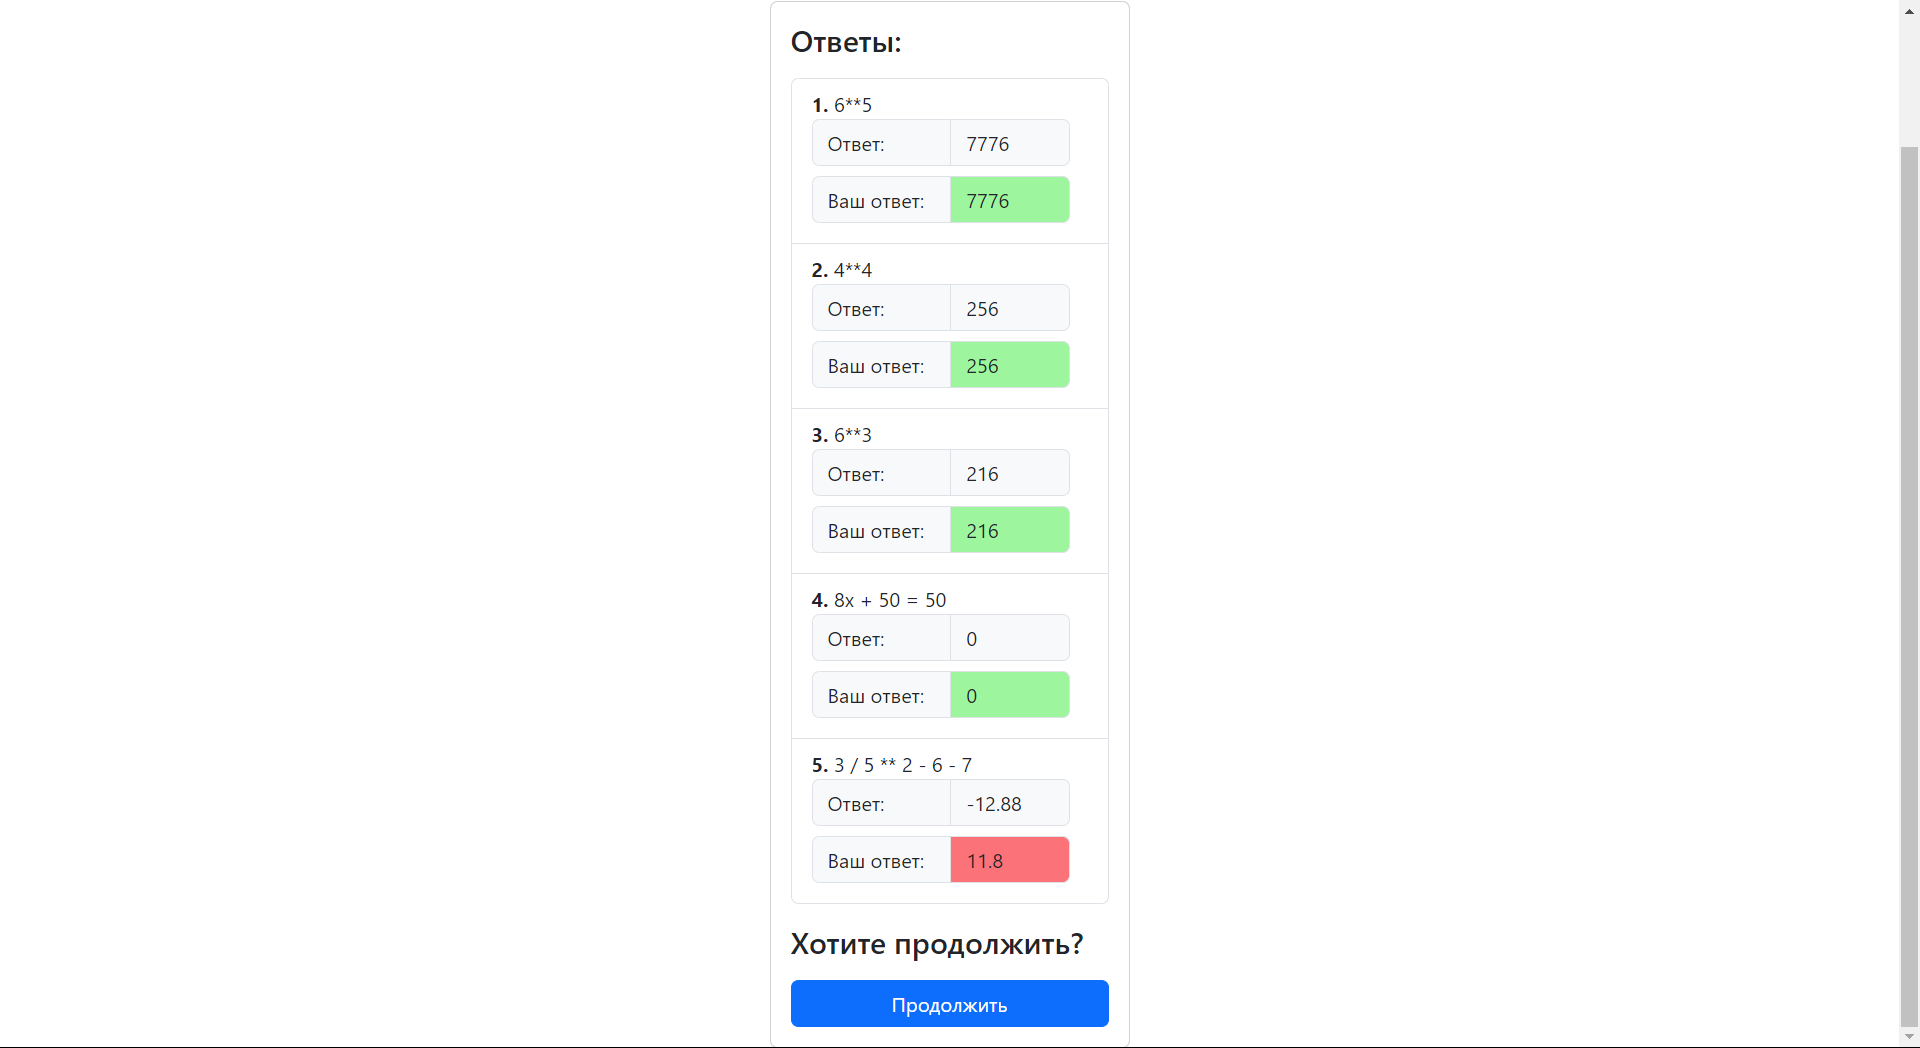 Ответы:
1. 6**5
Ответ: 7776
Ваш ответ: 7776
2. 4**4
Ответ: 256
Ваш ответ: 256
3. 6**3
Ответ: 216
Ваш ответ: 216
4. 8x + 50 = 50
Ответ: 0
Ваш ответ: 0
5. 3 / 5 ** 2 - 6 - 7
Ответ: -12.88
Ваш ответ: 11.8
Хотите продолжить?
Продолжить